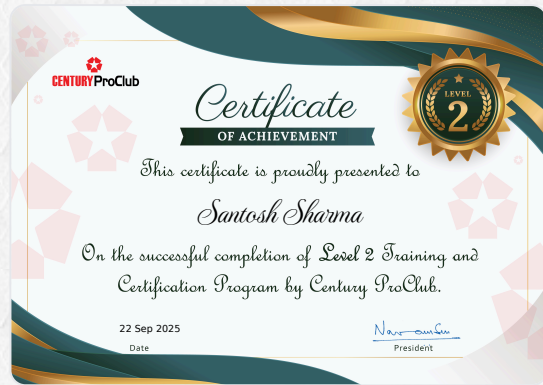 CENTURY ProClub
LEVEL
2
Certificate
OF ACHIEVEMENT
This certificate is proudly presented to
Santosh Sharma
On the successful completion of Level 2 Training and
Certification Program by Century ProClub.
22 Sep 2025
Date
President